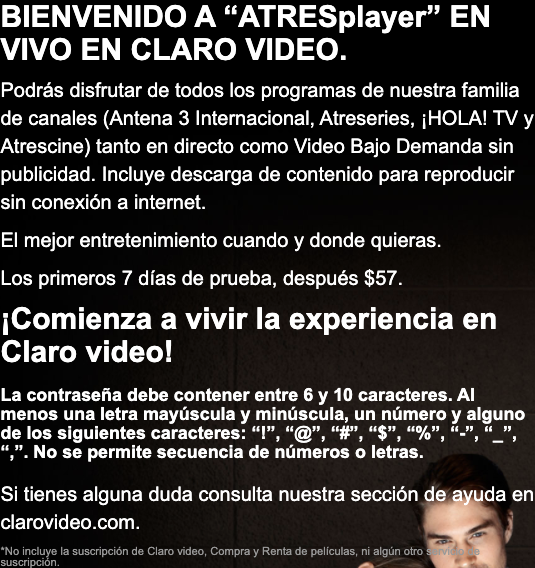 BIENVENIDO A “ATRESplayer” EN
VIVO EN CLARO VIDEO.
Podrás disfrutar de todos los programas de nuestra familia
de canales (Antena 3 Internacional, Atreseries, ¡HOLA! TV y
Atrescine) tanto en directo como Video Bajo Demanda sin
publicidad. Incluye descarga de contenido para reproducir
sin conexión a internet.
El mejor entretenimiento cuando y donde quieras.
Los primeros 7 días de prueba, después $57.
¡Comienza a vivir la experiencia en
Claro video!
La contraseña debe contener entre 6 y 10 caracteres. Al
menos una letra mayúscula y minúscula, un número y alguno
de los siguientes caracteres: “!”, “@”, “#”, “$”, “%”, “-”, “_”,
“,”. No se permite secuencia de números o letras.
Si tienes alguna duda consulta nuestra sección de ayuda en
clarovideo.com.
*No incluye la suscripción de Claro video, Compra y Renta de películas, ni algún otro servicio de
suscripción.